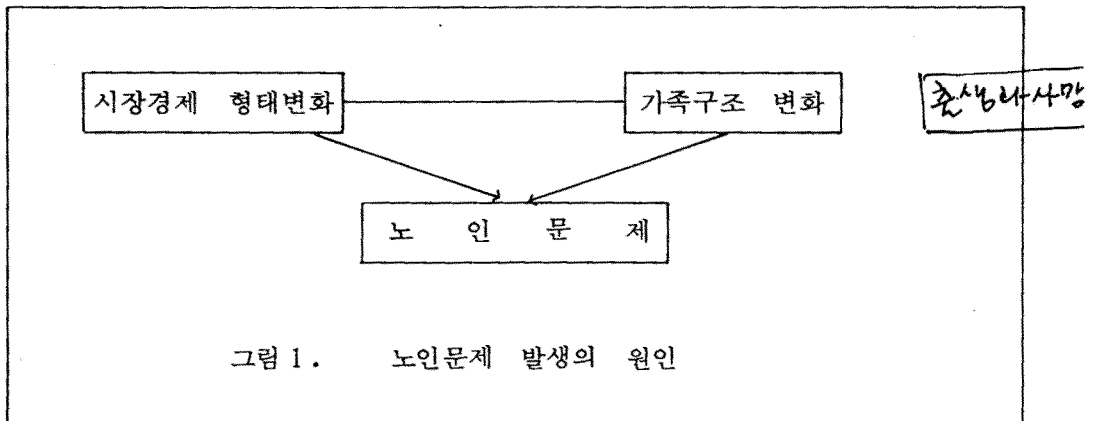 시장경제 형태변화 가족구조 변화 출생과사망
노 인 문 제
그림 1. 노인문제 발생의 원인